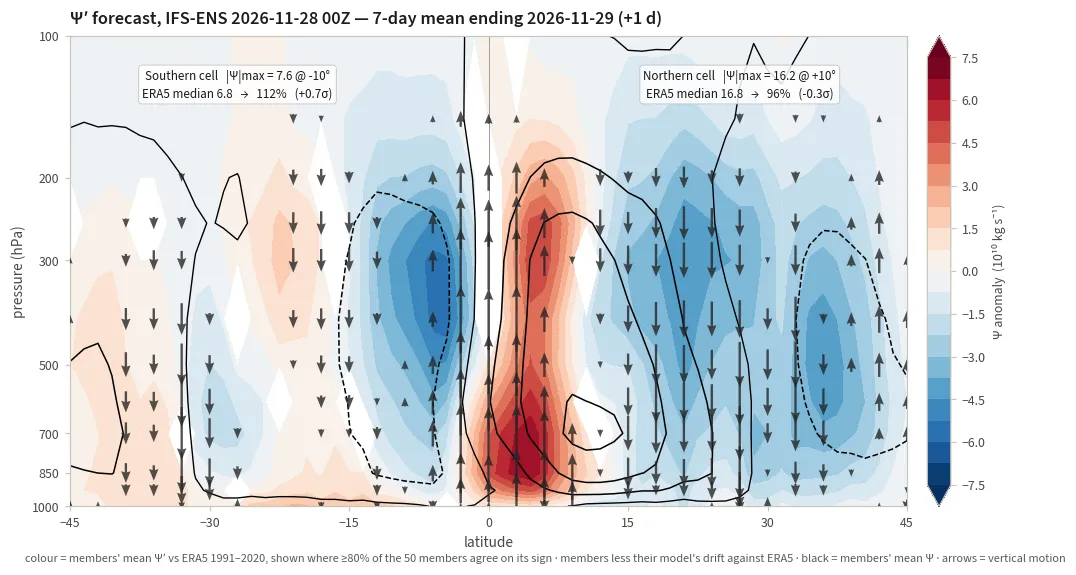 Ψ′ forecast, IFS-ENS 2026-11-28 00Z — 7-day mean ending 2026-11-29 (+1 d)
Southern cell |Ψ|max = 7.6 @ -10°
ERA5 median 6.8 → 112% (+0.7σ)
Northern cell |Ψ|max = 16.2 @ +10°
ERA5 median 16.8 → 96% (-0.3σ)
pressure (hPa)
100
200
300
500
700
850
1000
−45
−30
−15
0
15
30
45
latitude
7.5
6.0
4.5
3.0
1.5
0.0
−1.5
−3.0
−4.5
−6.0
−7.5
Ψ anomaly (10¹⁰ kg s⁻¹)
colour = members' mean Ψ′ vs ERA5 1991–2020, shown where ≥80% of the 50 members agree on its sign · members less their model's drift against ERA5 · black = members' mean Ψ · arrows = vertical motion